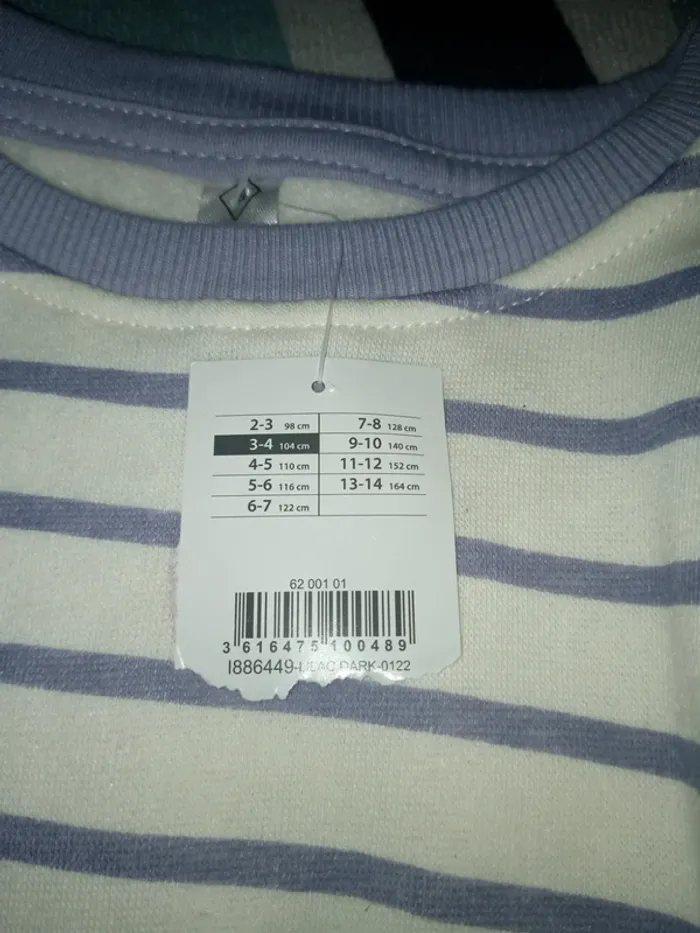 2-3 98 cm 7-8 128 cm
3-4 104 cm 9-10 140 cm
4-5 110 cm 11-12 152 cm
5-6 116 cm 13-14 164 cm
6-7 122 cm
62 001 01
3 616475 100489
I886449-LILAC DARK-0122